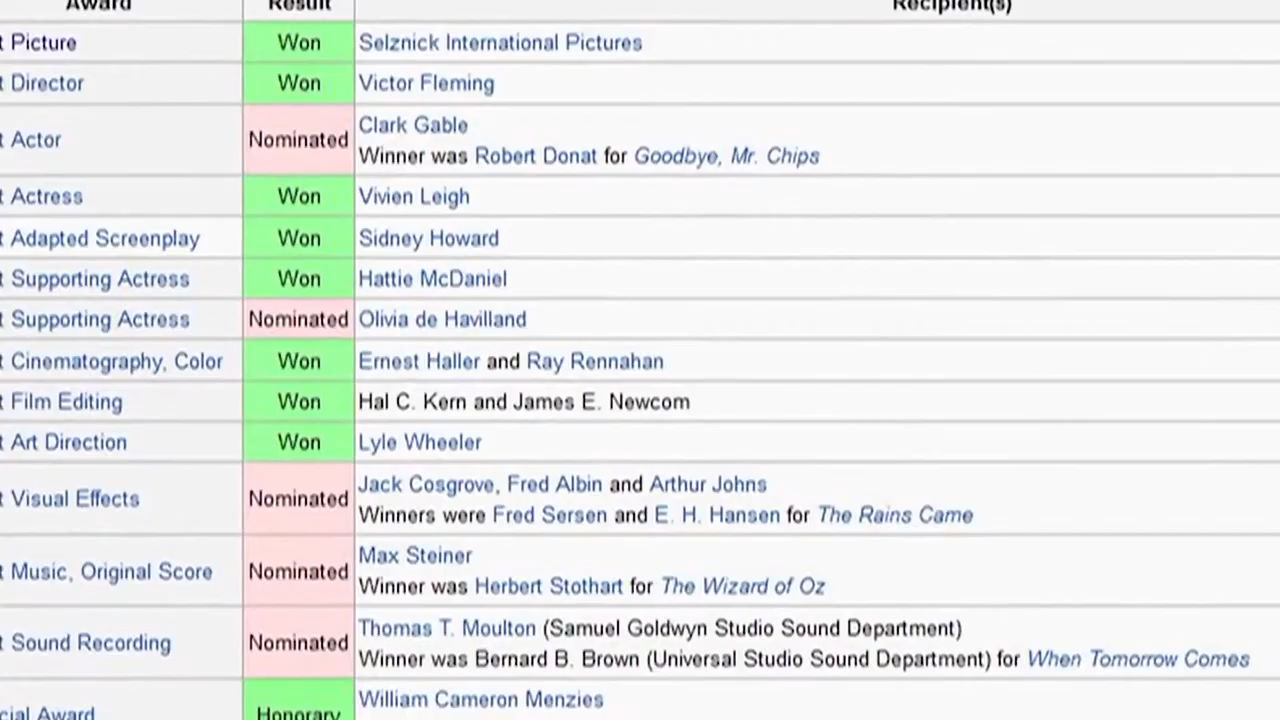 Award Result Recipient(s)
t Picture Won Selznick International Pictures
t Director Won Victor Fleming
t Actor Nominated Clark Gable
Winner was Robert Donat for Goodbye, Mr. Chips
t Actress Won Vivien Leigh
t Adapted Screenplay Won Sidney Howard
t Supporting Actress Won Hattie McDaniel
t Supporting Actress Nominated Olivia de Havilland
t Cinematography, Color Won Ernest Haller and Ray Rennahan
t Film Editing Won Hal C. Kern and James E. Newcom
t Art Direction Won Lyle Wheeler
t Visual Effects Nominated Jack Cosgrove, Fred Albin and Arthur Johns
Winners were Fred Sersen and E. H. Hansen for The Rains Came
t Music, Original Score Nominated Max Steiner
Winner was Herbert Stothart for The Wizard of Oz
t Sound Recording Nominated Thomas T. Moulton (Samuel Goldwyn Studio Sound Department)
Winner was Bernard B. Brown (Universal Studio Sound Department) for When Tomorrow Comes
cial Award Honorary William Cameron Menzies